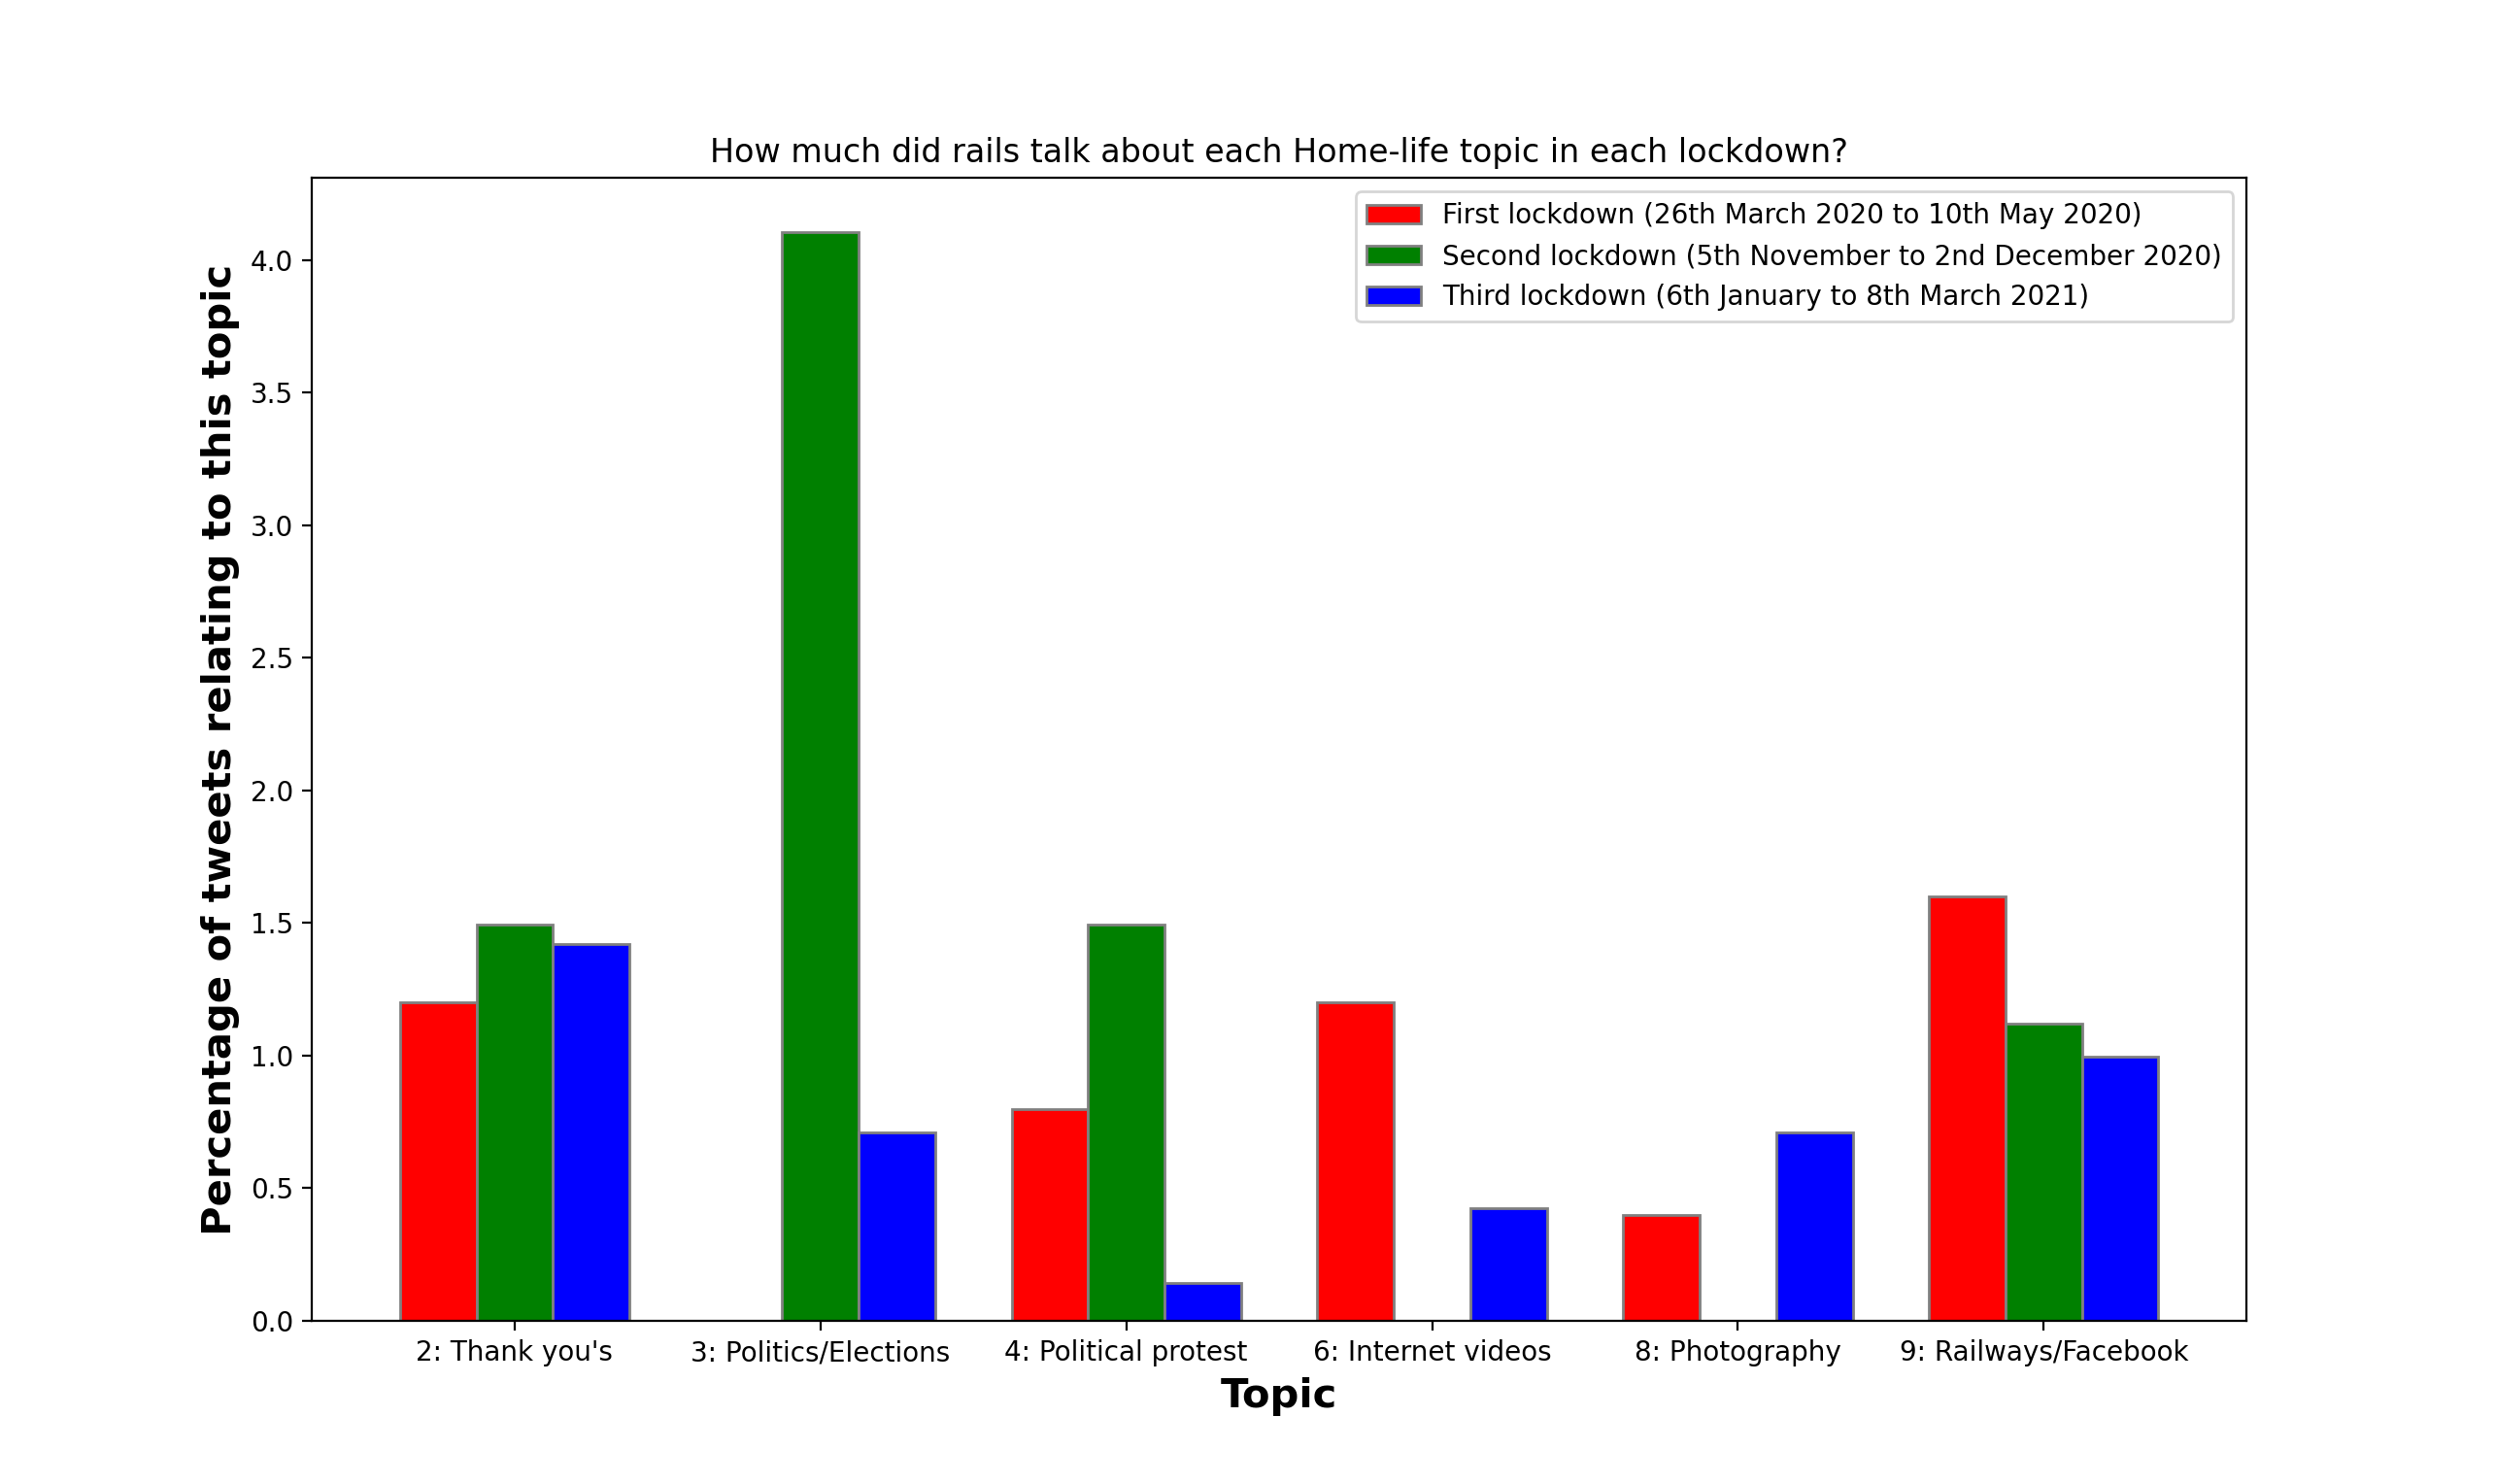 How much did rails talk about each Home-life topic in each lockdown?
First lockdown (26th March 2020 to 10th May 2020)
Second lockdown (5th November to 2nd December 2020)
Third lockdown (6th January to 8th March 2021)
Percentage of tweets relating to this topic
4.0
3.5
3.0
2.5
2.0
1.5
1.0
0.5
0.0
2: Thank you's
3: Politics/Elections
4: Political protest
6: Internet videos
8: Photography
9: Railways/Facebook
Topic